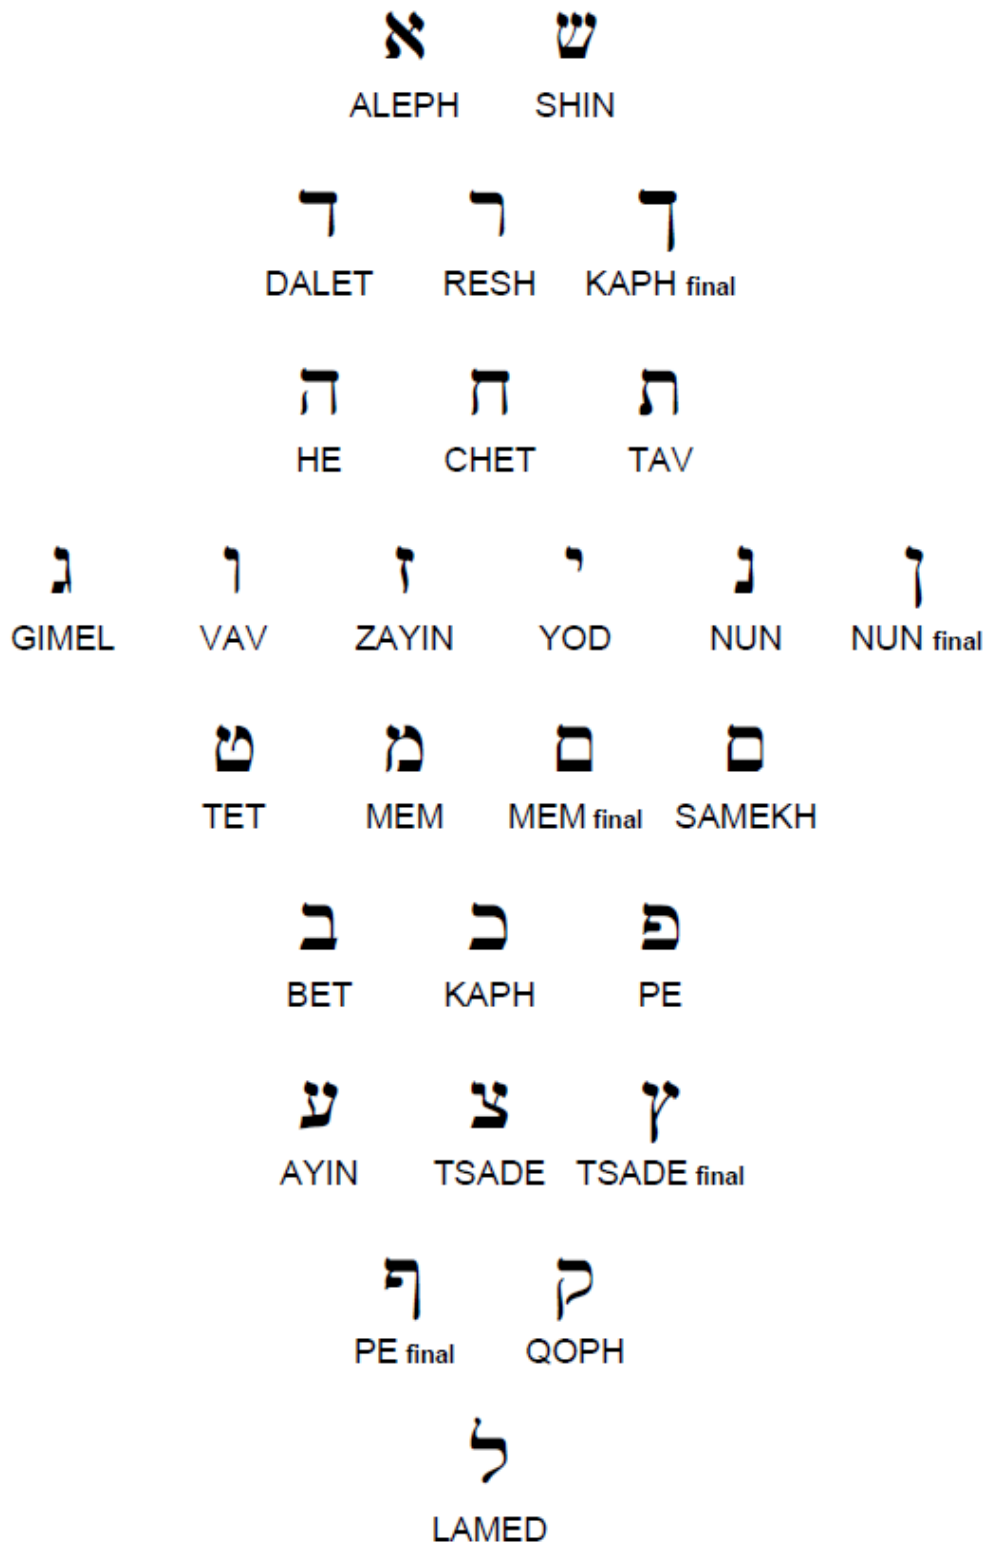 א ש
ALEPH SHIN
ד ר ך
DALET RESH KAPH final
ה ח ת
HE CHET TAV
ג ו ז י נ ן
GIMEL VAV ZAYIN YOD NUN NUN final
ט מ ם ס
TET MEM MEM final SAMEKH
ב כ פ
BET KAPH PE
ע צ ץ
AYIN TSADE TSADE final
ף ק
PE final QOPH
ל
LAMED